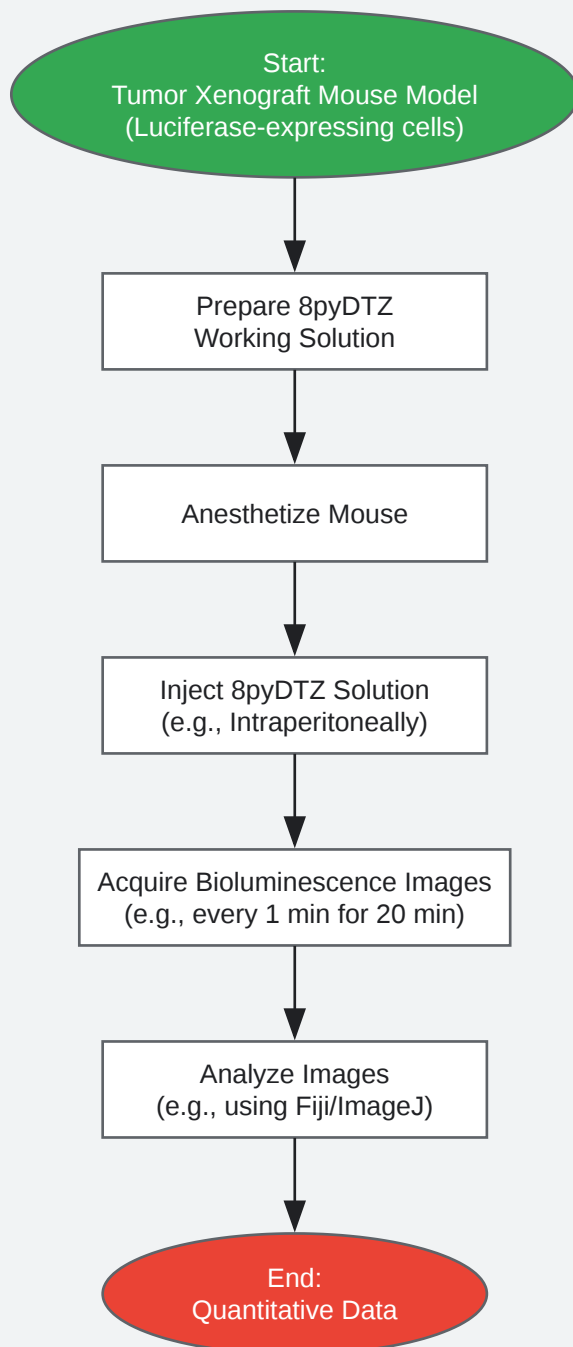 Start:
Tumor Xenograft Mouse Model
(Luciferase-expressing cells)
Prepare 8pyDTZ
Working Solution
Anesthetize Mouse
Inject 8pyDTZ Solution
(e.g., Intraperitoneally)
Acquire Bioluminescence Images
(e.g., every 1 min for 20 min)
Analyze Images
(e.g., using Fiji/ImageJ)
End:
Quantitative Data